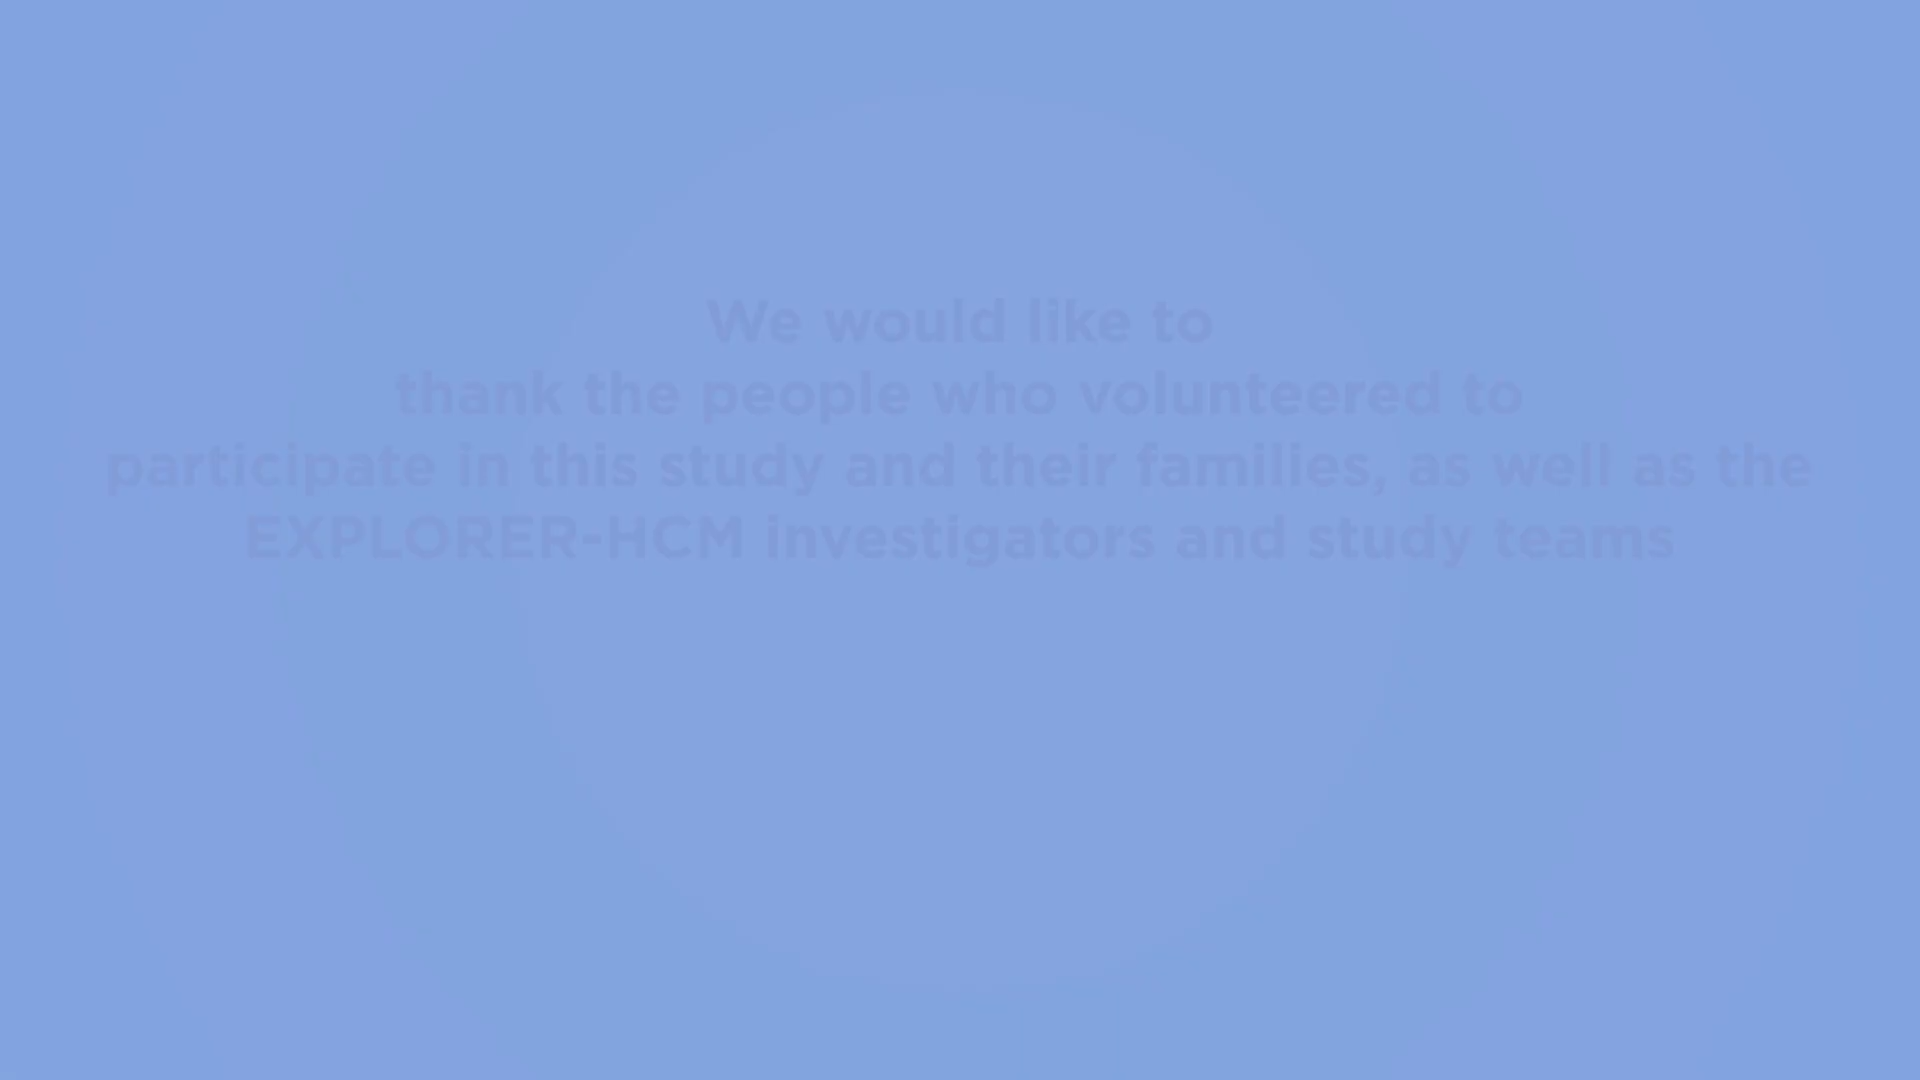 We would like to
thank the people who volunteered to
participate in this study and their families, as well as the
EXPLORER-HCM investigators and study teams